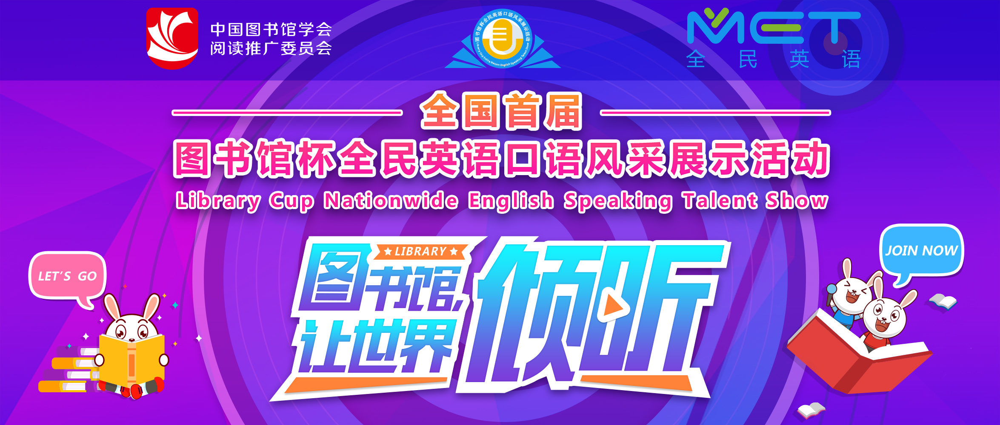 中国图书馆学会
阅读推广委员会
图书馆杯全民英语口语风采展示活动
Library Cup Entire Nation English Speaking Talent Show
MET
全民英语
全国首届
图书馆杯全民英语口语风采展示活动
Library Cup Nationwide English Speaking Talent Show
LIBRARY
图书馆,
让世界
倾听
LET'S GO
JOIN NOW